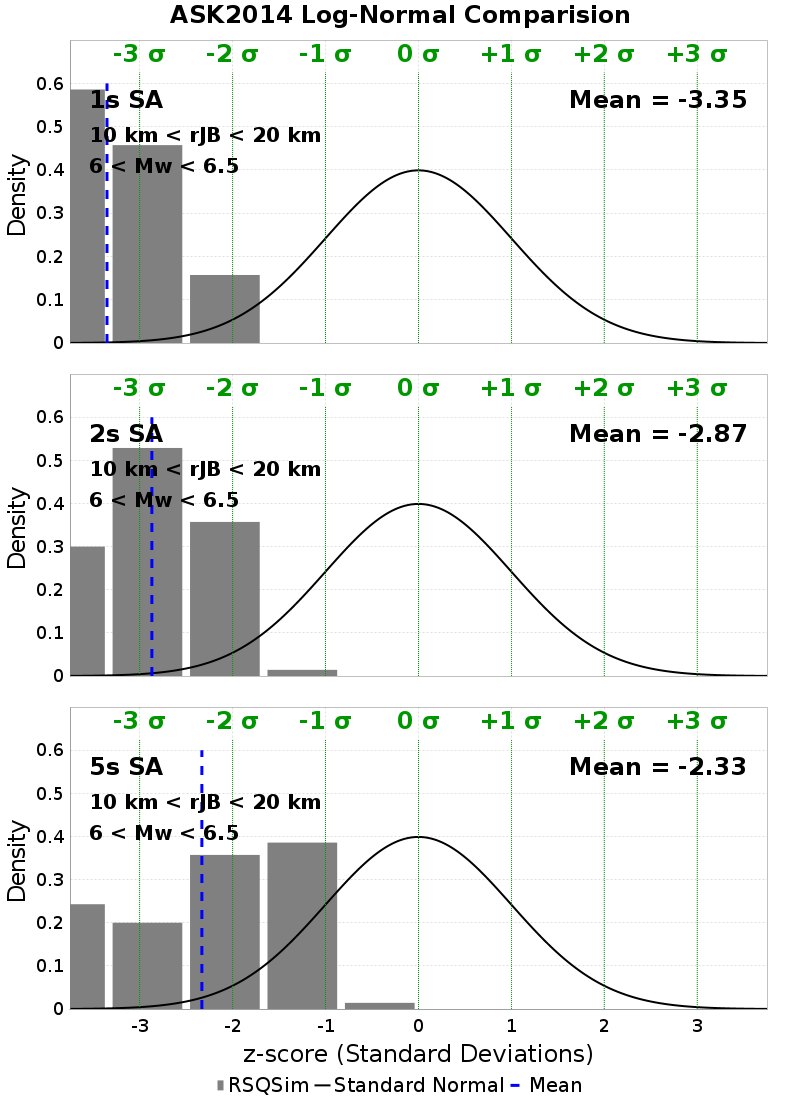 ASK2014 Log-Normal Comparision
-3 σ -2 σ -1 σ 0 σ +1 σ +2 σ +3 σ
0.6
1s SA Mean = -3.35
0.5
10 km < rJB < 20 km
6 < Mw < 6.5
0.4
0.3
0.2
0.1
0
Density
-3 σ -2 σ -1 σ 0 σ +1 σ +2 σ +3 σ
0.6
2s SA Mean = -2.87
0.5
10 km < rJB < 20 km
6 < Mw < 6.5
0.4
0.3
0.2
0.1
0
Density
-3 σ -2 σ -1 σ 0 σ +1 σ +2 σ +3 σ
0.6
5s SA Mean = -2.33
0.5
10 km < rJB < 20 km
6 < Mw < 6.5
0.4
0.3
0.2
0.1
0
Density
-3 -2 -1 0 1 2 3
z-score (Standard Deviations)
RSQSim Standard Normal Mean